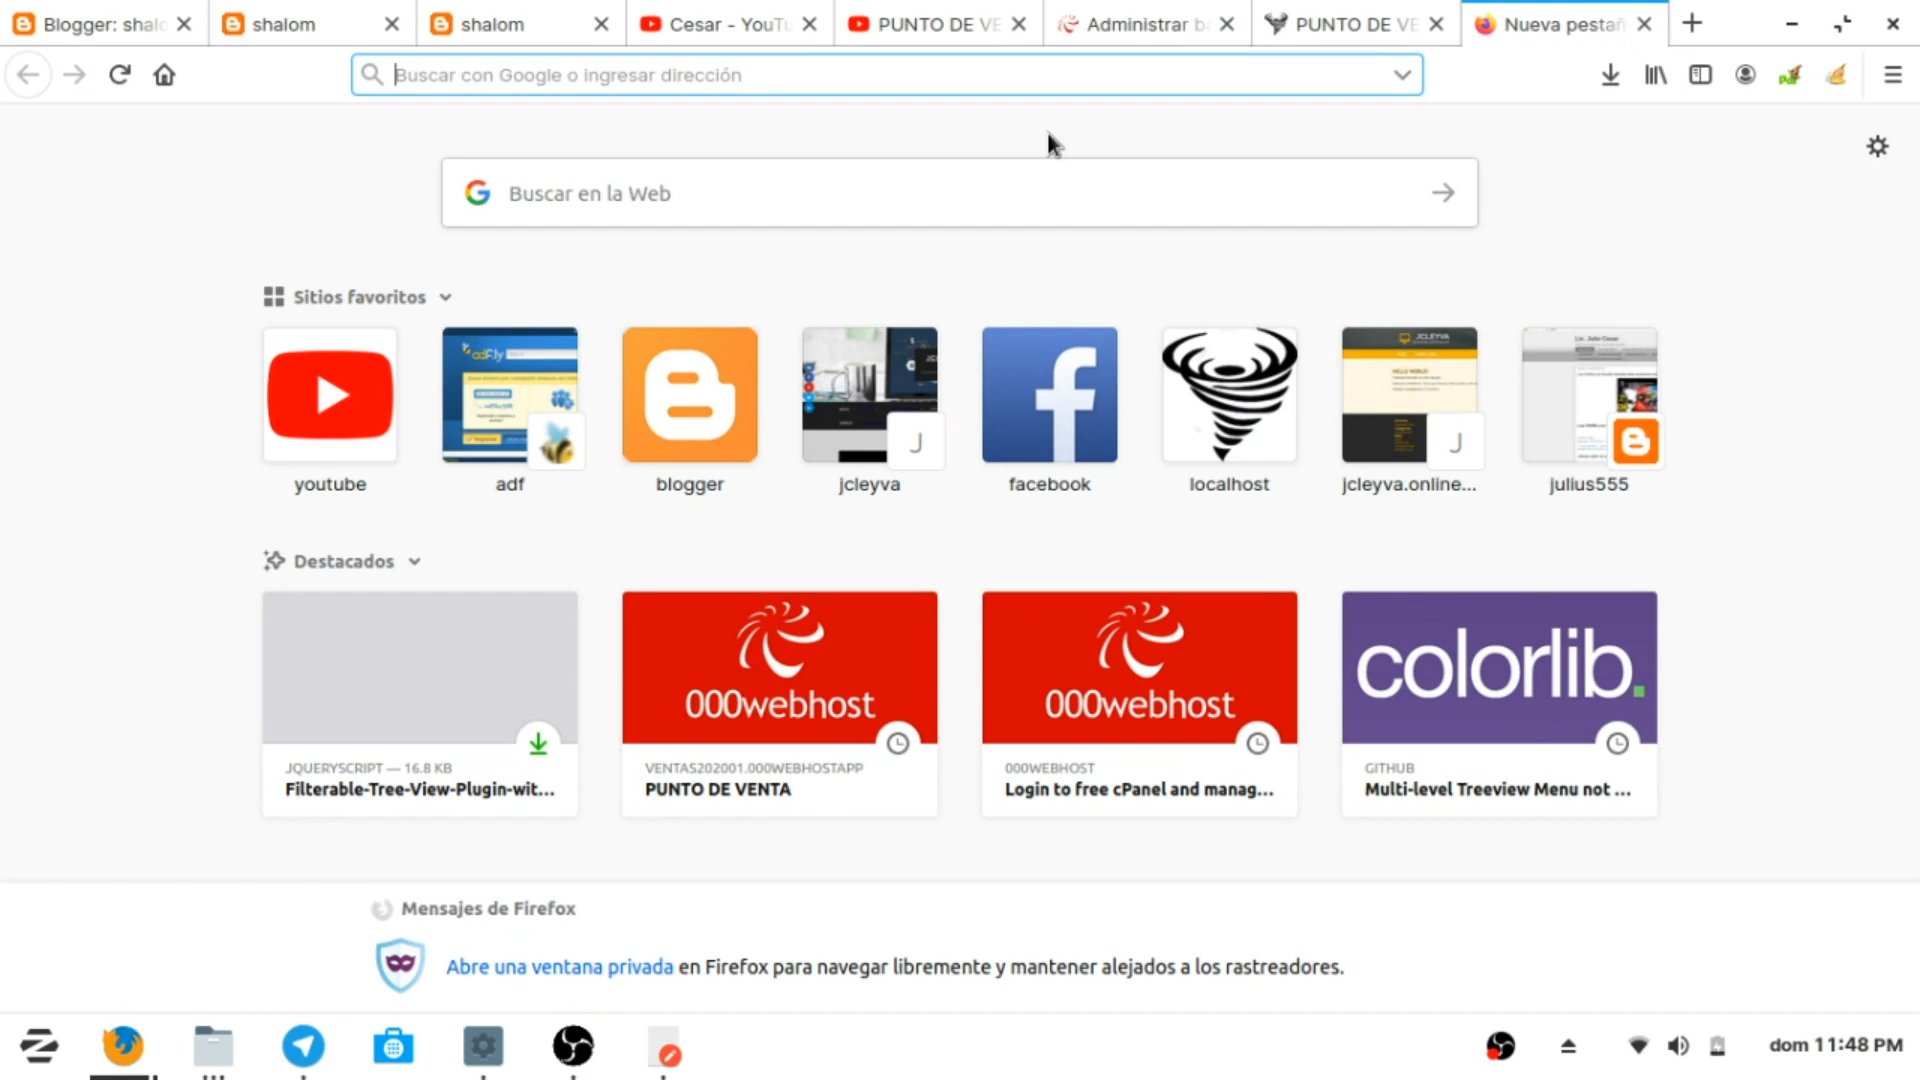 Blogger: shalo
shalom
shalom
Cesar - YouTu
PUNTO DE VE
Administrar ba
PUNTO DE VE
Nueva pestañ
Buscar con Google o ingresar dirección
Buscar en la Web
Sitios favoritos
youtube
adf
blogger
jcleyva
facebook
localhost
jcleyva.online...
julius555
Destacados
000webhost
000webhost
colorlib.
JQUERYSCRIPT — 16.8 KB
Filterable-Tree-View-Plugin-wit...
VENTAS202001.000WEBHOSTAPP
PUNTO DE VENTA
000WEBHOST
Login to free cPanel and manag...
GITHUB
Multi-level Treeview Menu not ...
Mensajes de Firefox
Abre una ventana privada en Firefox para navegar libremente y mantener alejados a los rastreadores.
dom 11:48 PM